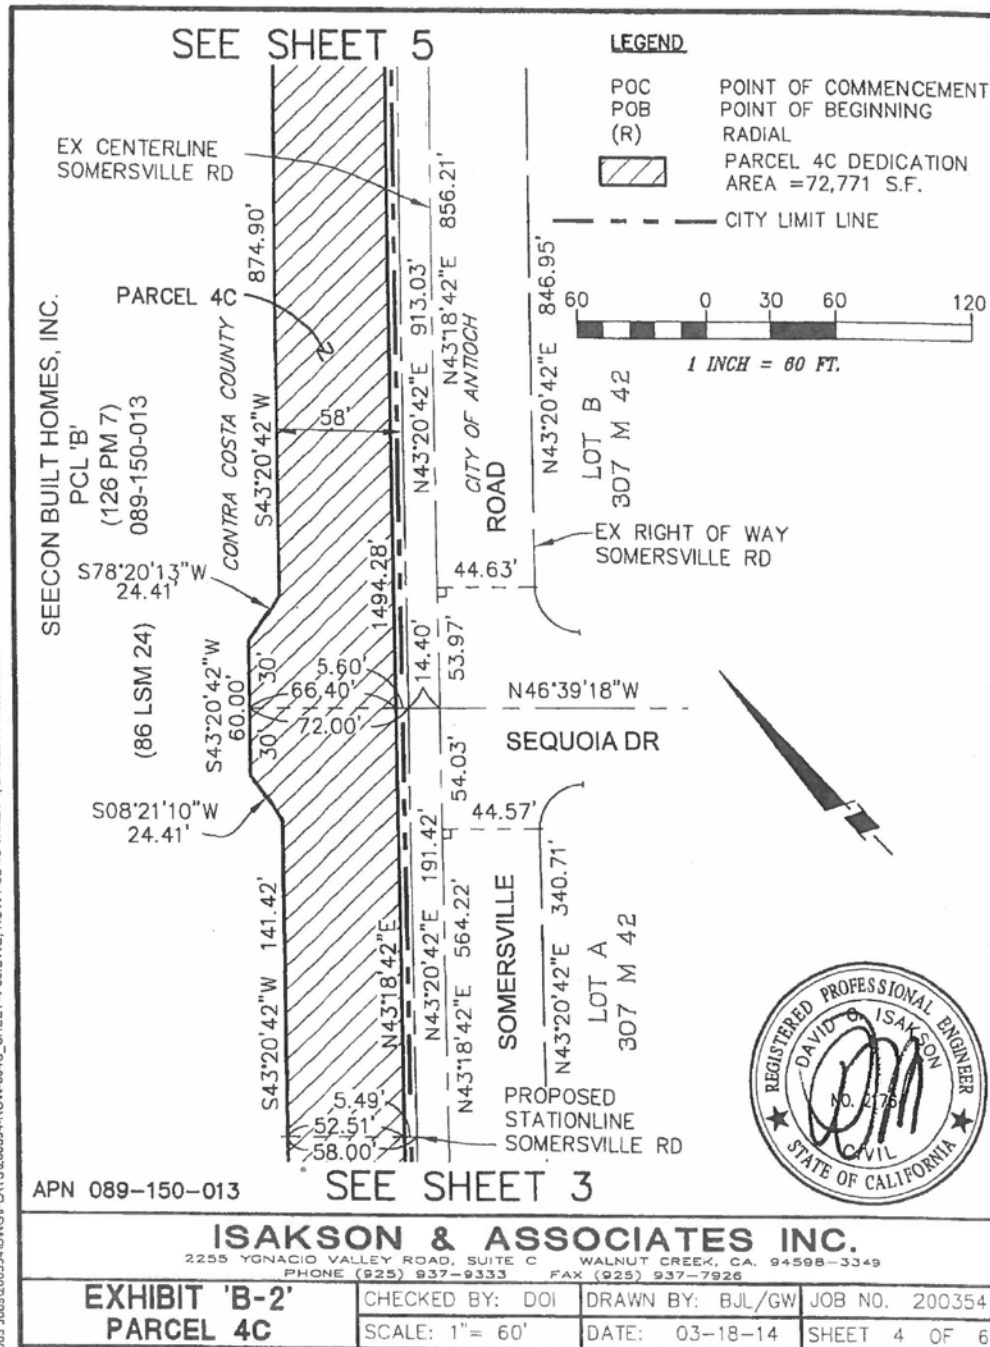 SEE SHEET 5
LEGEND
POC POINT OF COMMENCEMENT
POB POINT OF BEGINNING
(R) RADIAL
PARCEL 4C DEDICATION
AREA =72,771 S.F.
CITY LIMIT LINE
EX CENTERLINE
SOMERSVILLE RD
874.90'
PARCEL 4C
CONTRA COSTA COUNTY
SEECON BUILT HOMES, INC.
PCL 'B'
(126 PM 7)
089-150-013
(86 LSM 24)
S43°20'42"W
58'
N43°20'42"E 913.03'
N43°18'42"E 856.21'
CITY OF ANTIOCH
ROAD
N43°20'42"E 846.95'
60 0 30 60 120
1 INCH = 60 FT.
LOT B
307 M 42
EX RIGHT OF WAY
SOMERSVILLE RD
S78°20'13"W
24.41'
1494.28'
44.63'
14.40'
53.97'
S43°20'42"W
60.00'
30'
30'
5.60'
66.40'
72.00'
N46°39'18"W
SEQUOIA DR
S08°21'10"W
24.41'
54.03'
44.57'
S43°20'42"W 141.42'
N43°18'42"E
N43°20'42"E 191.42'
N43°18'42"E 564.22'
SOMERSVILLE
N43°20'42"E 340.71'
LOT A
307 M 42
5.49'
52.51'
58.00'
PROPOSED
STATIONLINE
SOMERSVILLE RD
REGISTERED PROFESSIONAL ENGINEER
DAVID O. ISAKSON
CIVIL
STATE OF CALIFORNIA
APN 089-150-013
SEE SHEET 3
ISAKSON & ASSOCIATES INC.
2255 YGNACIO VALLEY ROAD, SUITE C WALNUT CREEK, CA. 94598-3349
PHONE (925) 937-9333 FAX (925) 937-7926
EXHIBIT 'B-2'
PARCEL 4C
CHECKED BY: DOI DRAWN BY: BJL/GW JOB NO. 200354
SCALE: 1"= 60' DATE: 03-18-14 SHEET 4 OF 6